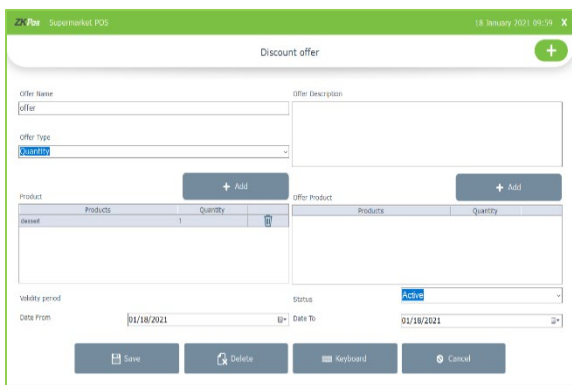 ZKPos Supermarket POS 18 January 2021 09:59 X
Discount offer
Offer Name
offer
Offer Description
Offer Type
Quantity
+ Add
+ Add
Product
Offer Product
Products Quantity
Products Quantity
1
Validity period
Status
Active
Date From
01/18/2021
Date To
01/18/2021
Save
Delete
Keyboard
Cancel